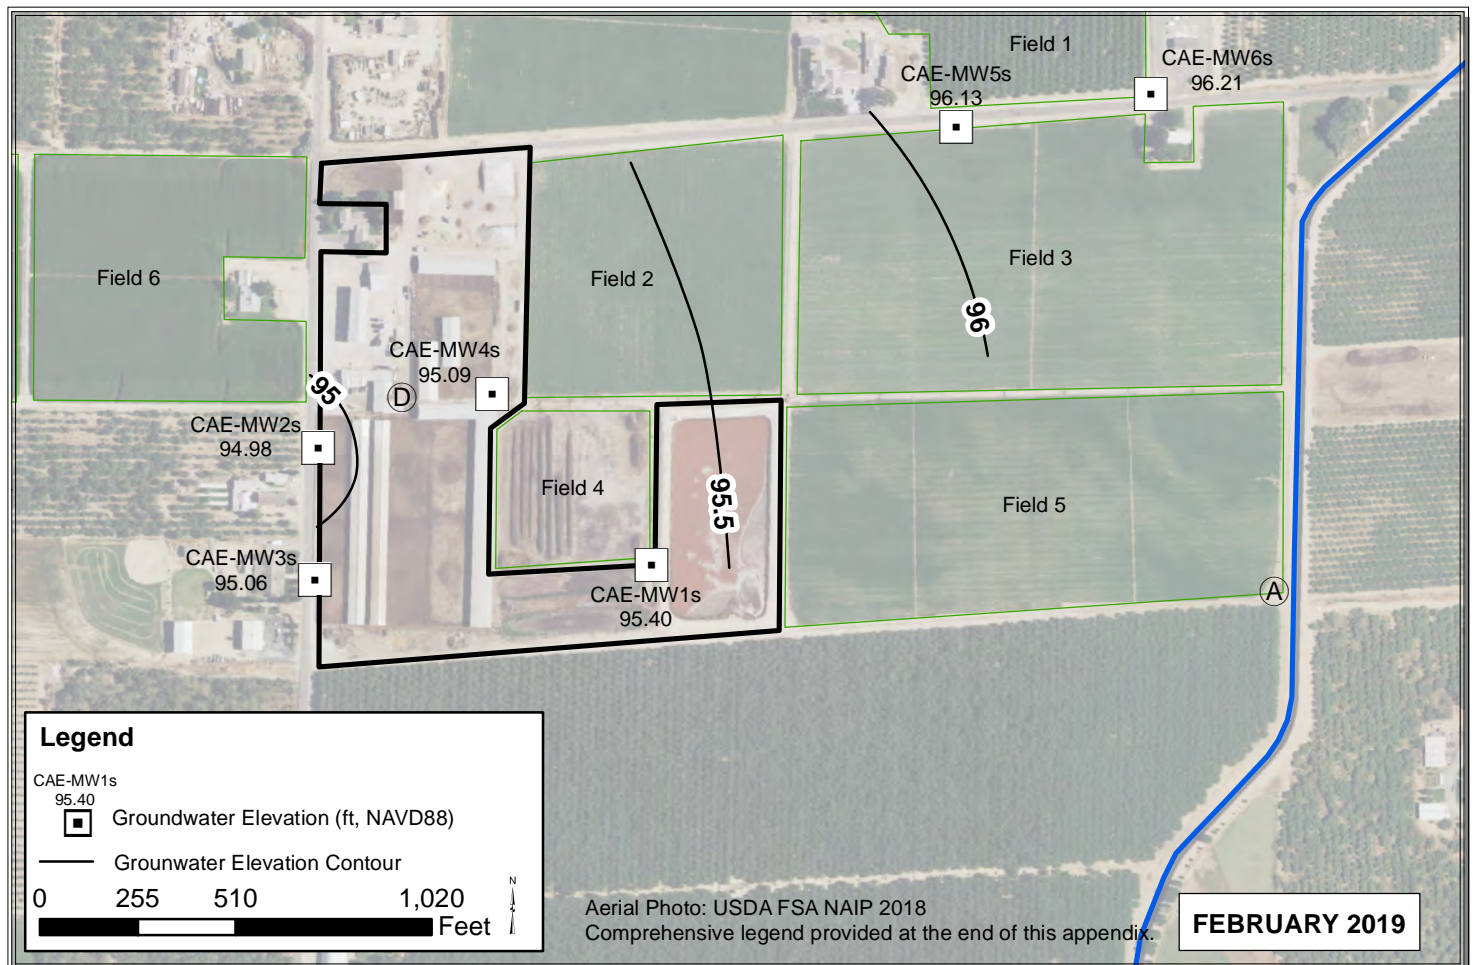 Field 1
CAE-MW6s
96.21
CAE-MW5s
96.13
Field 6
Field 2
Field 3
96
CAE-MW4s
95.09
95
D
CAE-MW2s
94.98
Field 4
95.5
Field 5
CAE-MW3s
95.06
CAE-MW1s
95.40
A
Legend
CAE-MW1s
95.40
Groundwater Elevation (ft, NAVD88)
Grounwater Elevation Contour
0 255 510 1,020
Feet
N
Aerial Photo: USDA FSA NAIP 2018
Comprehensive legend provided at the end of this appendix.
FEBRUARY 2019